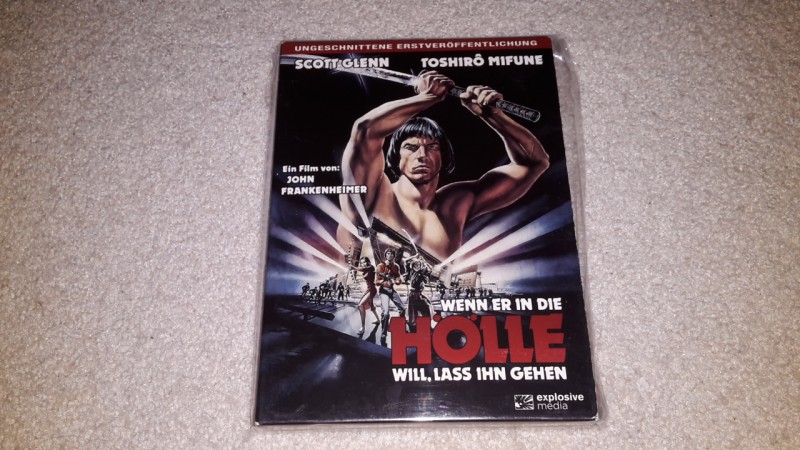 UNGESCHNITTENE ERSTVERÖFFENTLICHUNG
SCOTT GLENN TOSHIRÔ MIFUNE
Ein Film von:
JOHN
FRANKENHEIMER
WENN ER IN DIE
HÖLLE
WILL, LASS IHN GEHEN
explosive
media